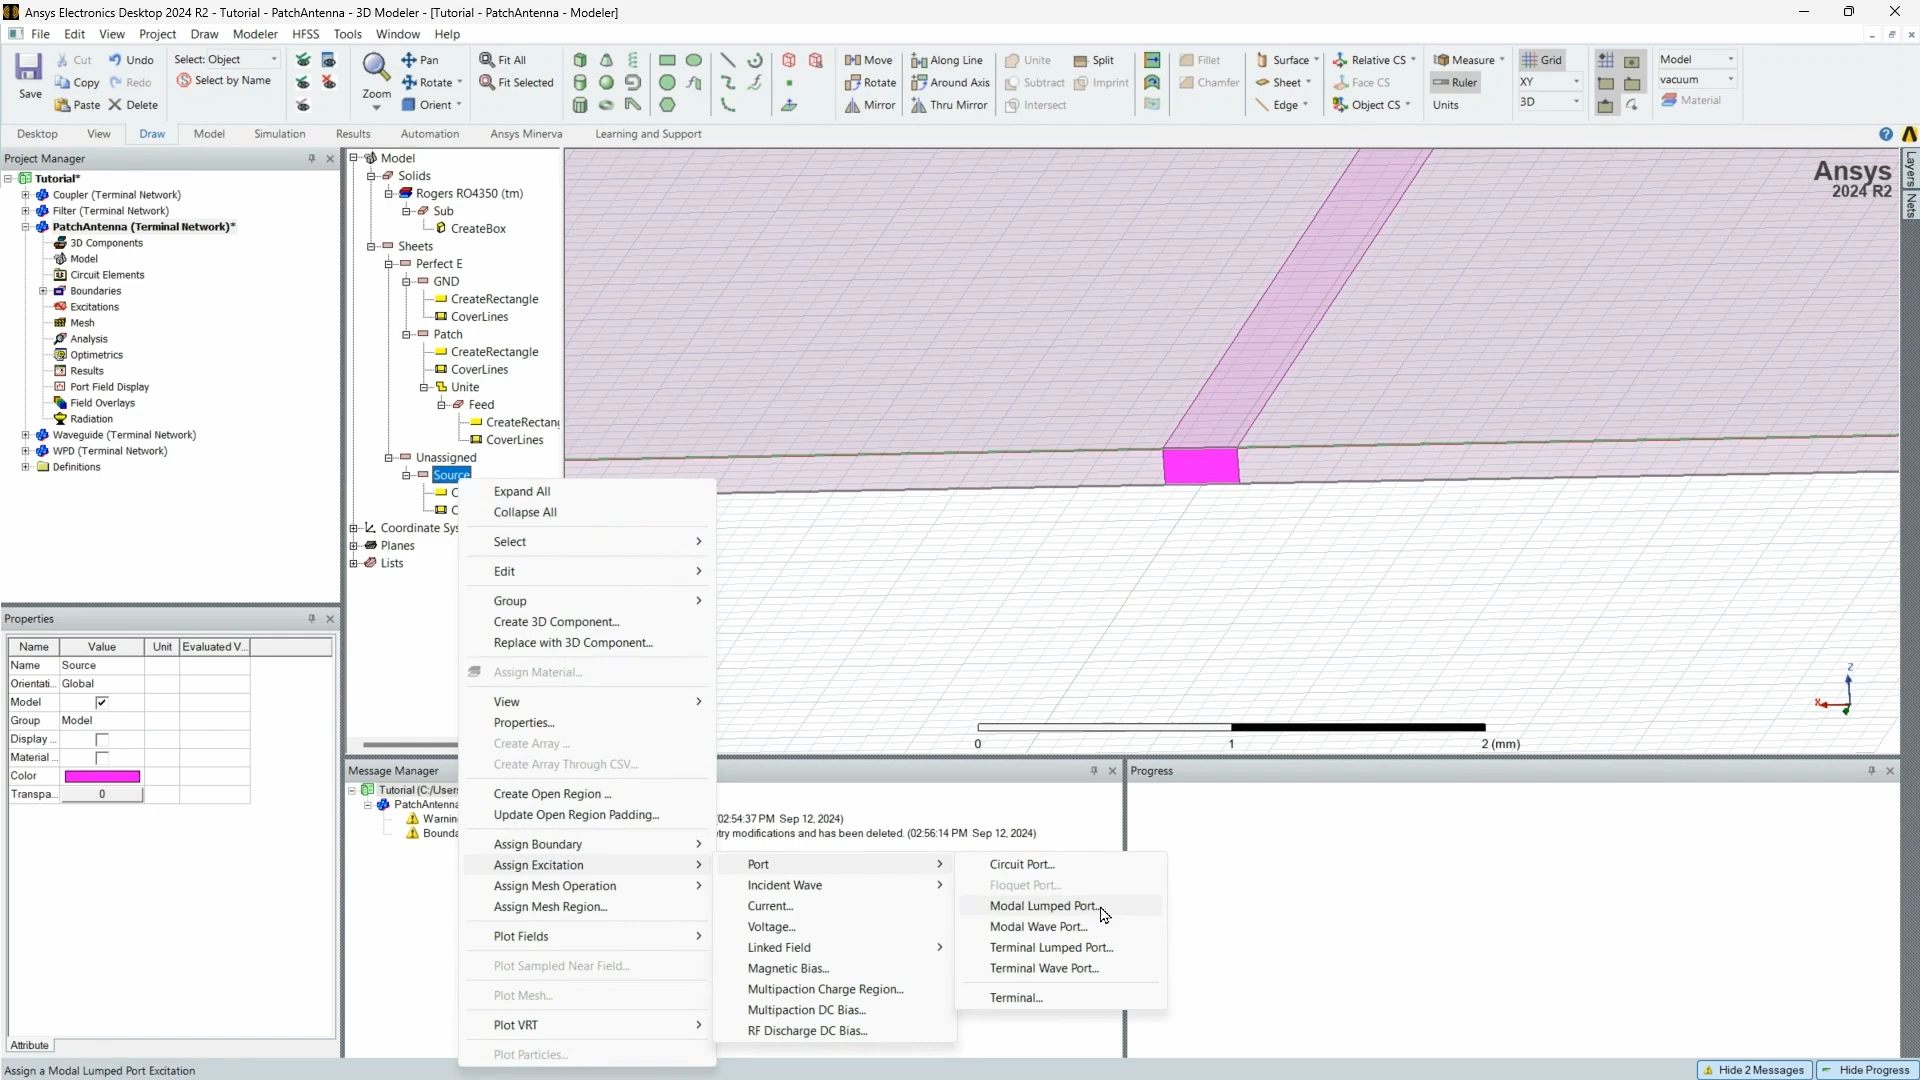 Ansys Electronics Desktop 2024 R2 - Tutorial - PatchAntenna - 3D Modeler - [Tutorial - PatchAntenna - Modeler]
File Edit View Project Draw Modeler HFSS Tools Window Help
Save Cut Copy Paste Undo Redo Delete
Select: Object
Select by Name
Zoom Pan Rotate Orient Fit All Fit Selected
Move Rotate Mirror Along Line Around Axis Thru Mirror
Unite Subtract Intersect Split Imprint
Fillet Chamfer Surface Sheet Edge
Relative CS Face CS Object CS
Measure Ruler Units Grid XY 3D
Model vacuum Material
Desktop View Draw Model Simulation Results Automation Ansys Minerva Learning and Support
Project Manager
Tutorial*
Coupler (Terminal Network)
Filter (Terminal Network)
PatchAntenna (Terminal Network)*
3D Components
Model
Circuit Elements
Boundaries
Excitations
Mesh
Analysis
Optimetrics
Results
Port Field Display
Field Overlays
Radiation
Waveguide (Terminal Network)
WPD (Terminal Network)
Definitions
Model
Solids
Rogers RO4350 (tm)
Sub
CreateBox
Sheets
Perfect E
GND
CreateRectangle
CoverLines
Patch
CreateRectangle
CoverLines
Unite
Feed
CreateRectang
CoverLines
Unassigned
Source
C
C
Coordinate Sys
Planes
Lists
Ansys
2024 R2
Layers
Nets
Z
X
0 1 2 (mm)
Properties
Name Value Unit Evaluated V...
Name Source
Orientati... Global
Model
Group Model
Display ...
Material ...
Color
Transpa... 0
Attribute
Expand All
Collapse All
Select
Edit
Group
Create 3D Component...
Replace with 3D Component...
Assign Material...
View
Properties...
Create Array ...
Create Array Through CSV...
Create Open Region ...
Update Open Region Padding...
Assign Boundary
Assign Excitation
Assign Mesh Operation
Assign Mesh Region...
Plot Fields
Plot Sampled Near Field...
Plot Mesh...
Plot VRT
Plot Particles...
Port
Incident Wave
Current...
Voltage...
Linked Field
Magnetic Bias...
Multipaction Charge Region...
Multipaction DC Bias...
RF Discharge DC Bias...
Circuit Port...
Floquet Port...
Modal Lumped Port...
Modal Wave Port...
Terminal Lumped Port...
Terminal Wave Port...
Terminal...
Message Manager
Tutorial (C:/Users
PatchAntenna
Warnin
(02:54:37 PM Sep 12, 2024)
Bounda
try modifications and has been deleted. (02:56:14 PM Sep 12, 2024)
Progress
Assign a Modal Lumped Port Excitation
Hide 2 Messages
Hide Progress